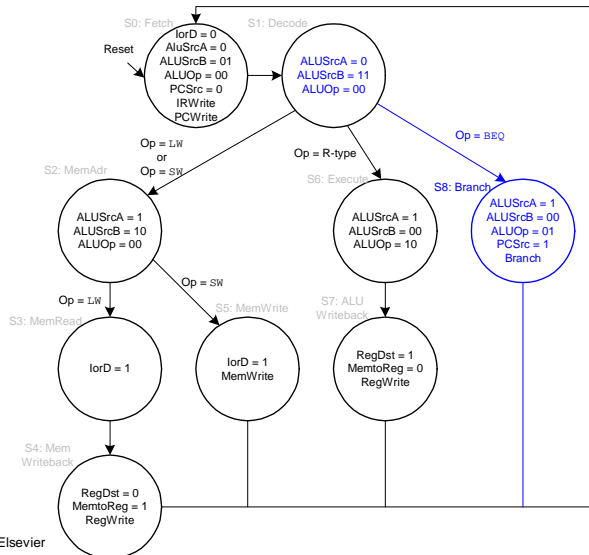 S0: Fetch
S1: Decode
Reset
IorD = 0
AluSrcA = 0
ALUSrcB = 01
ALUOp = 00
PCSrc = 0
IRWrite
PCWrite
ALUSrcA = 0
ALUSrcB = 11
ALUOp = 00
Op = LW
or
Op = SW
Op = R-type
Op = BEQ
S2: MemAdr
S6: Execute
S8: Branch
ALUSrcA = 1
ALUSrcB = 10
ALUOp = 00
ALUSrcA = 1
ALUSrcB = 00
ALUOp = 10
ALUSrcA = 1
ALUSrcB = 00
ALUOp = 01
PCSrc = 1
Branch
Op = LW
Op = SW
S3: MemRead
S5: MemWrite
S7: ALU
Writeback
IorD = 1
IorD = 1
MemWrite
RegDst = 1
MemtoReg = 0
RegWrite
S4: Mem
Writeback
RegDst = 0
MemtoReg = 1
RegWrite
Elsevier